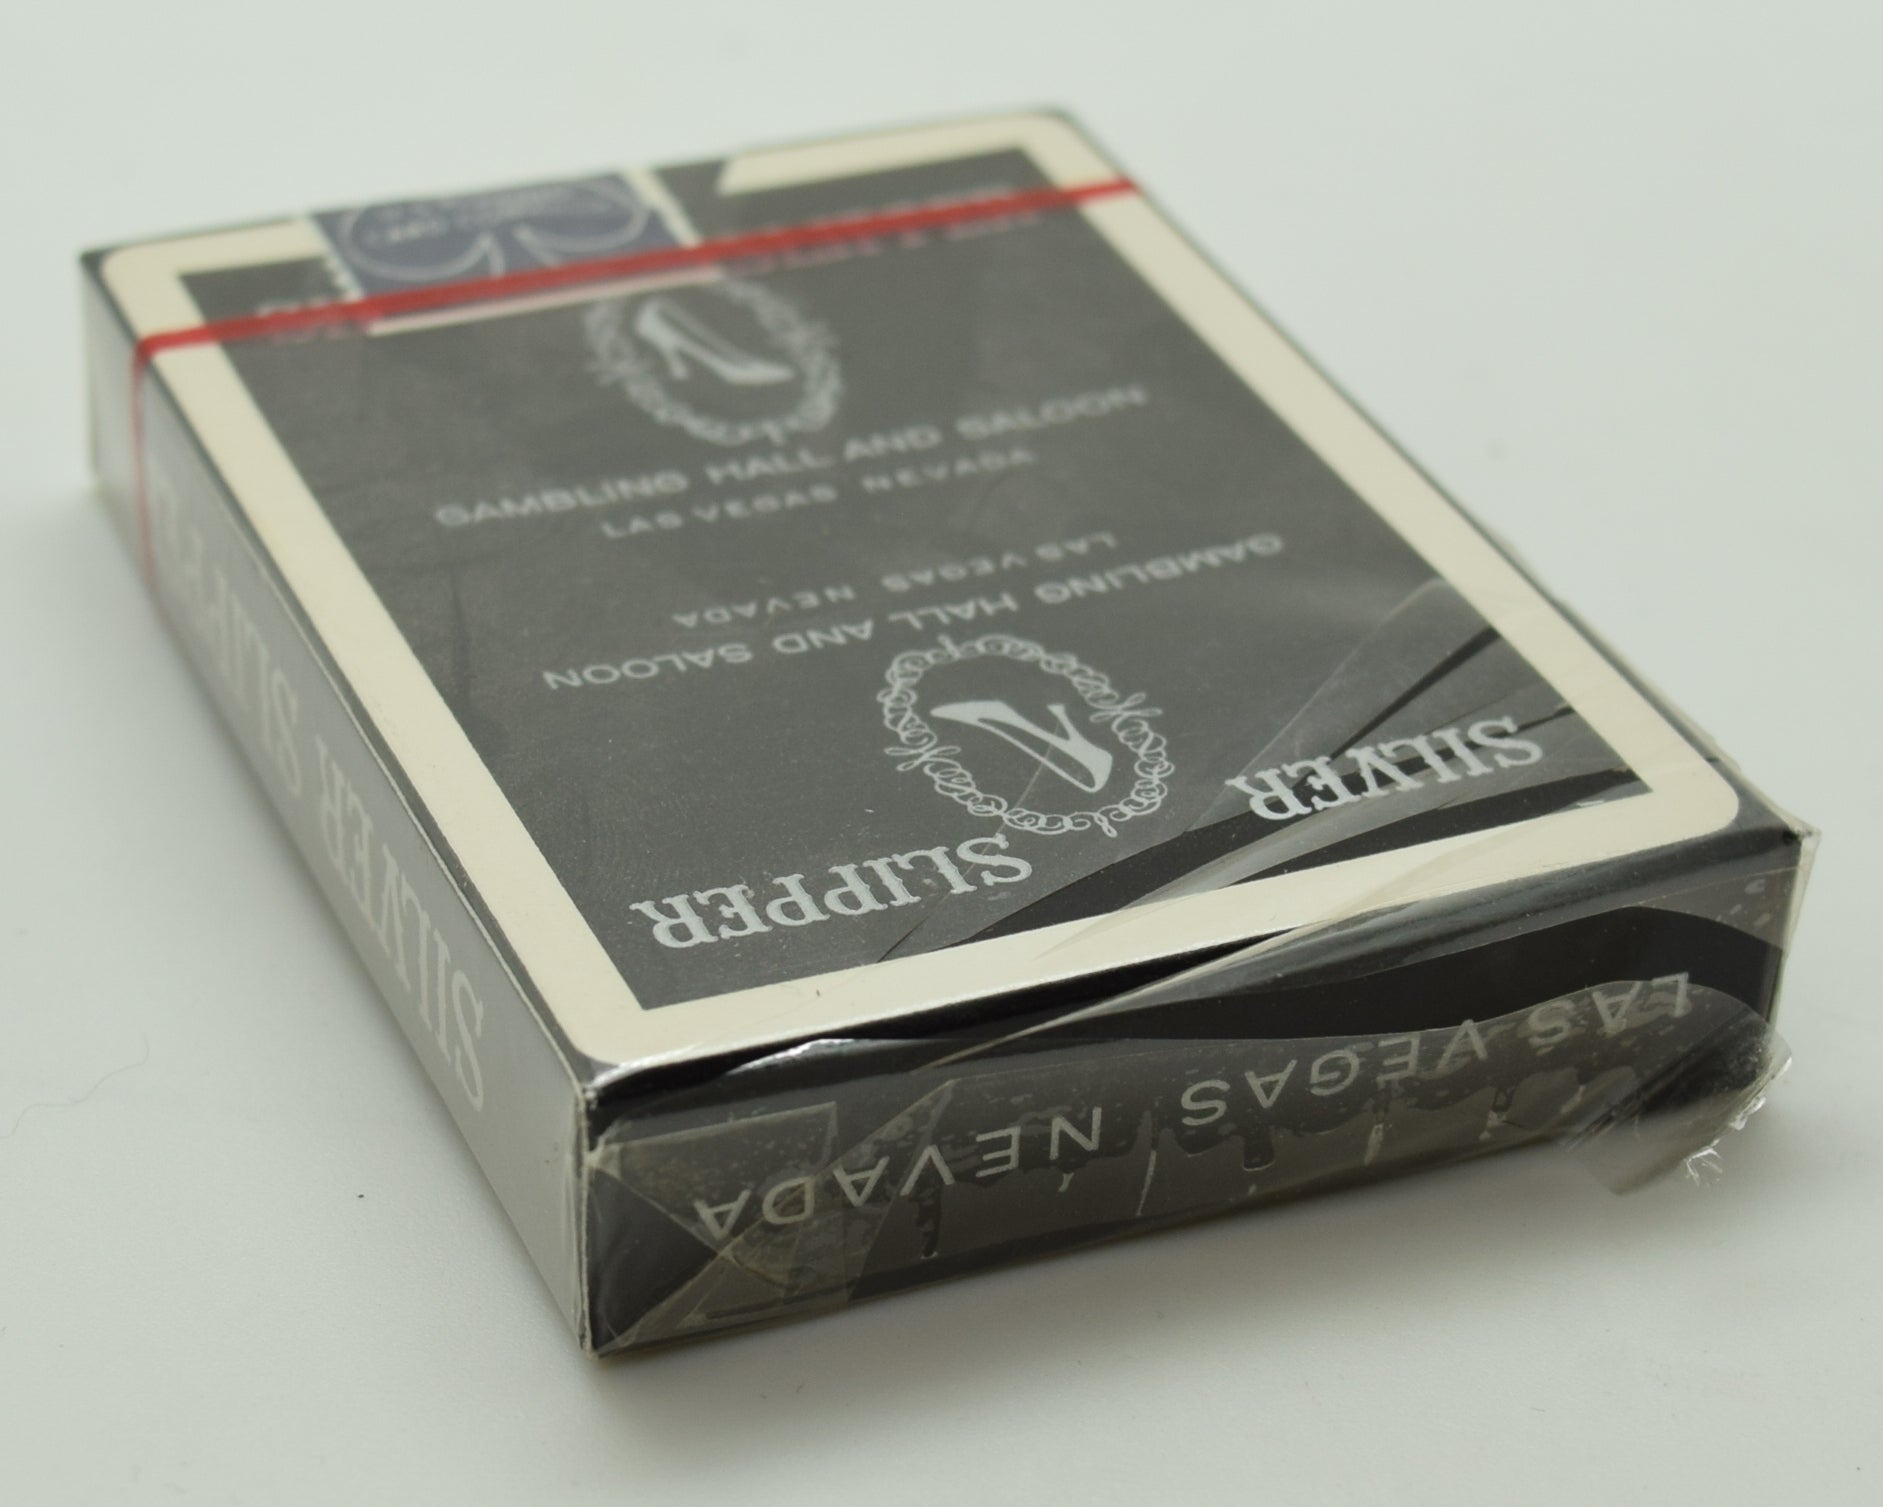 GAMBLING HALL AND SALOON
LAS VEGAS NEVADA
LAS VEGAS NEVADA
GAMBLING HALL AND SALOON
SILVER
SLIPPER
SILVER SLIPPER
LAS VEGAS NEVADA